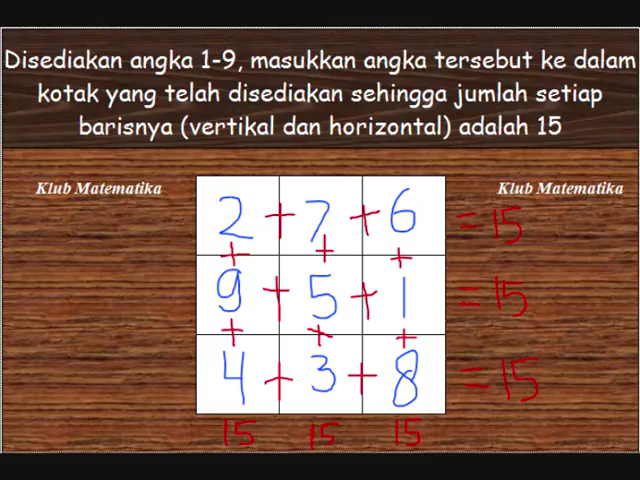 Disediakan angka 1-9, masukkan angka tersebut ke dalam
kotak yang telah disediakan sehingga jumlah setiap
barisnya (vertikal dan horizontal) adalah 15
Klub Matematika
Klub Matematika
2 + 7 + 6 = 15
+ + +
9 + 5 + 1 = 15
+ + +
4 + 3 + 8 = 15
15 15 15